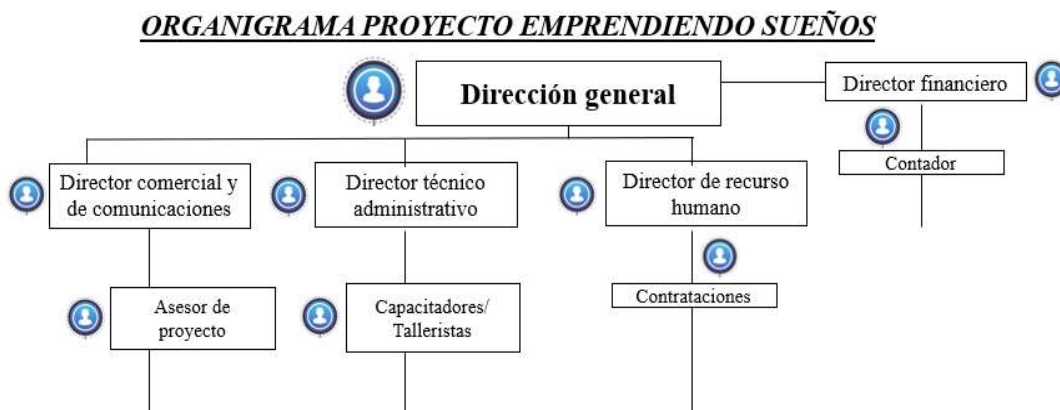 ORGANIGRAMA PROYECTO EMPRENDIENDO SUEÑOS
Dirección general
Director financiero
Contador
Director comercial y
de comunicaciones
Director técnico
administrativo
Director de recurso
humano
Asesor de
proyecto
Capacitadores/
Talleristas
Contrataciones